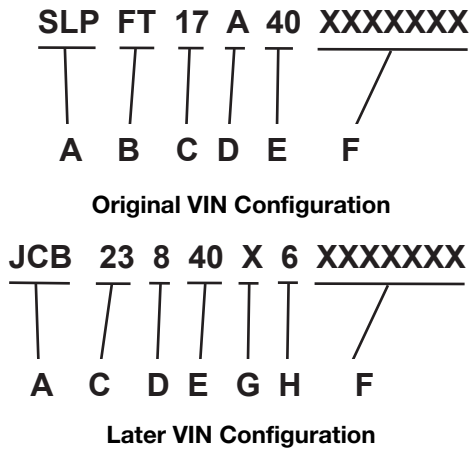 SLP FT 17 A 40 XXXXXXX
A B C D E F
Original VIN Configuration
JCB 23 8 40 X 6 XXXXXXX
A C D E G H F
Later VIN Configuration